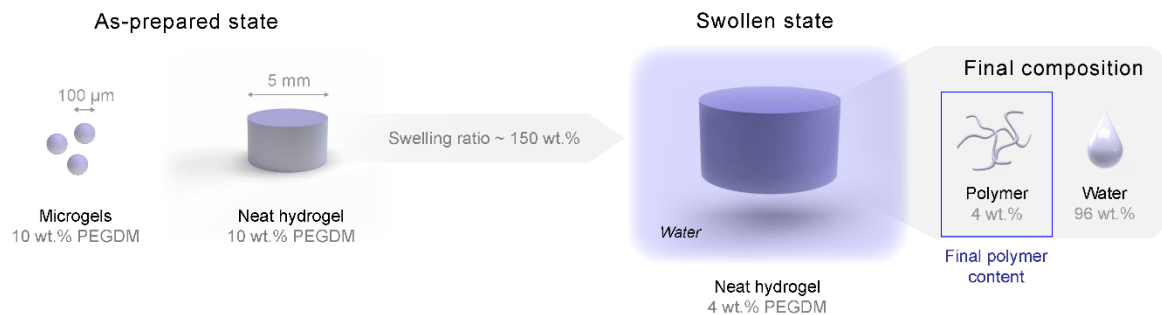 As-prepared state
100 µm
5 mm
Microgels
10 wt.% PEGDM
Neat hydrogel
10 wt.% PEGDM
Swelling ratio ~ 150 wt.%
Swollen state
Water
Neat hydrogel
4 wt.% PEGDM
Final composition
Polymer
4 wt.%
Water
96 wt.%
Final polymer
content